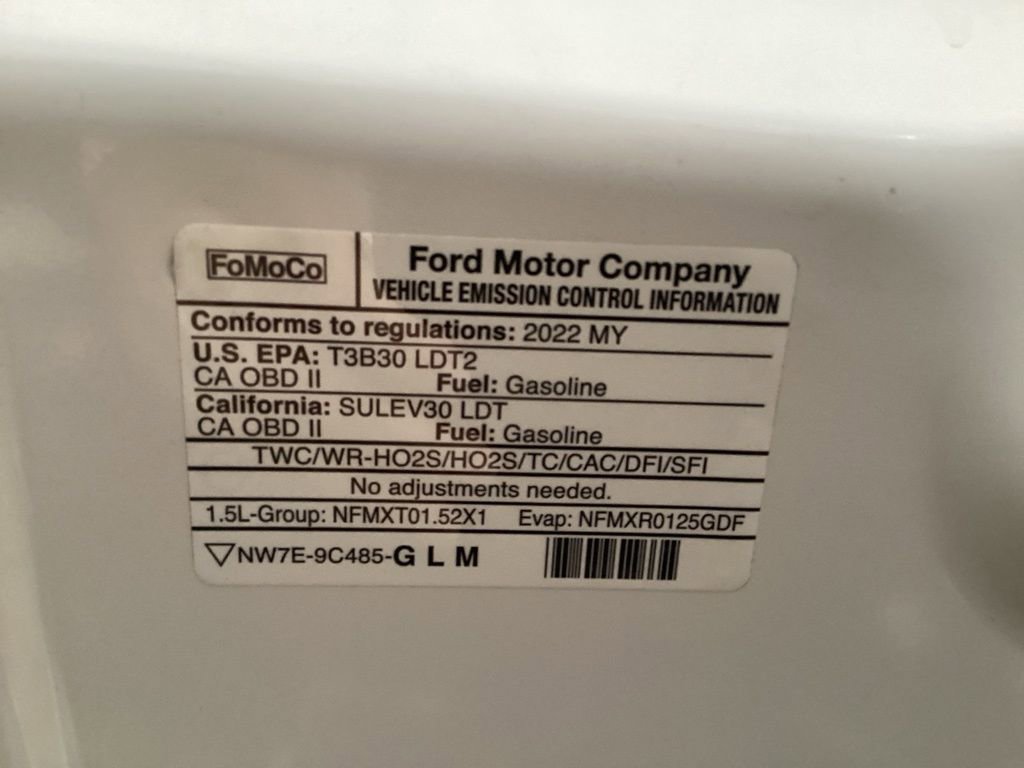 FoMoCo
Ford Motor Company
VEHICLE EMISSION CONTROL INFORMATION
Conforms to regulations: 2022 MY
U.S. EPA: T3B30 LDT2
CA OBD II Fuel: Gasoline
California: SULEV30 LDT
CA OBD II Fuel: Gasoline
TWC/WR-HO2S/HO2S/TC/CAC/DFI/SFI
No adjustments needed.
1.5L-Group: NFMXT01.52X1 Evap: NFMXR0125GDF
NW7E-9C485-G L M